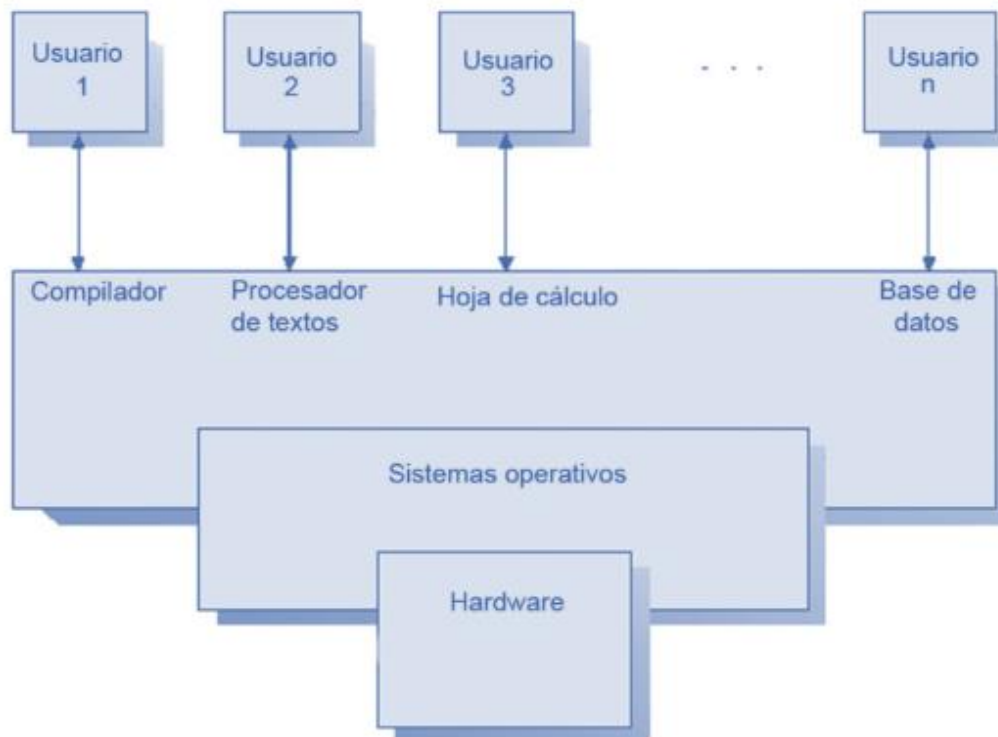 Usuario
1
Usuario
2
Usuario
3
. . .
Usuario
n
Compilador
Procesador
de textos
Hoja de cálculo
Base de
datos
Sistemas operativos
Hardware